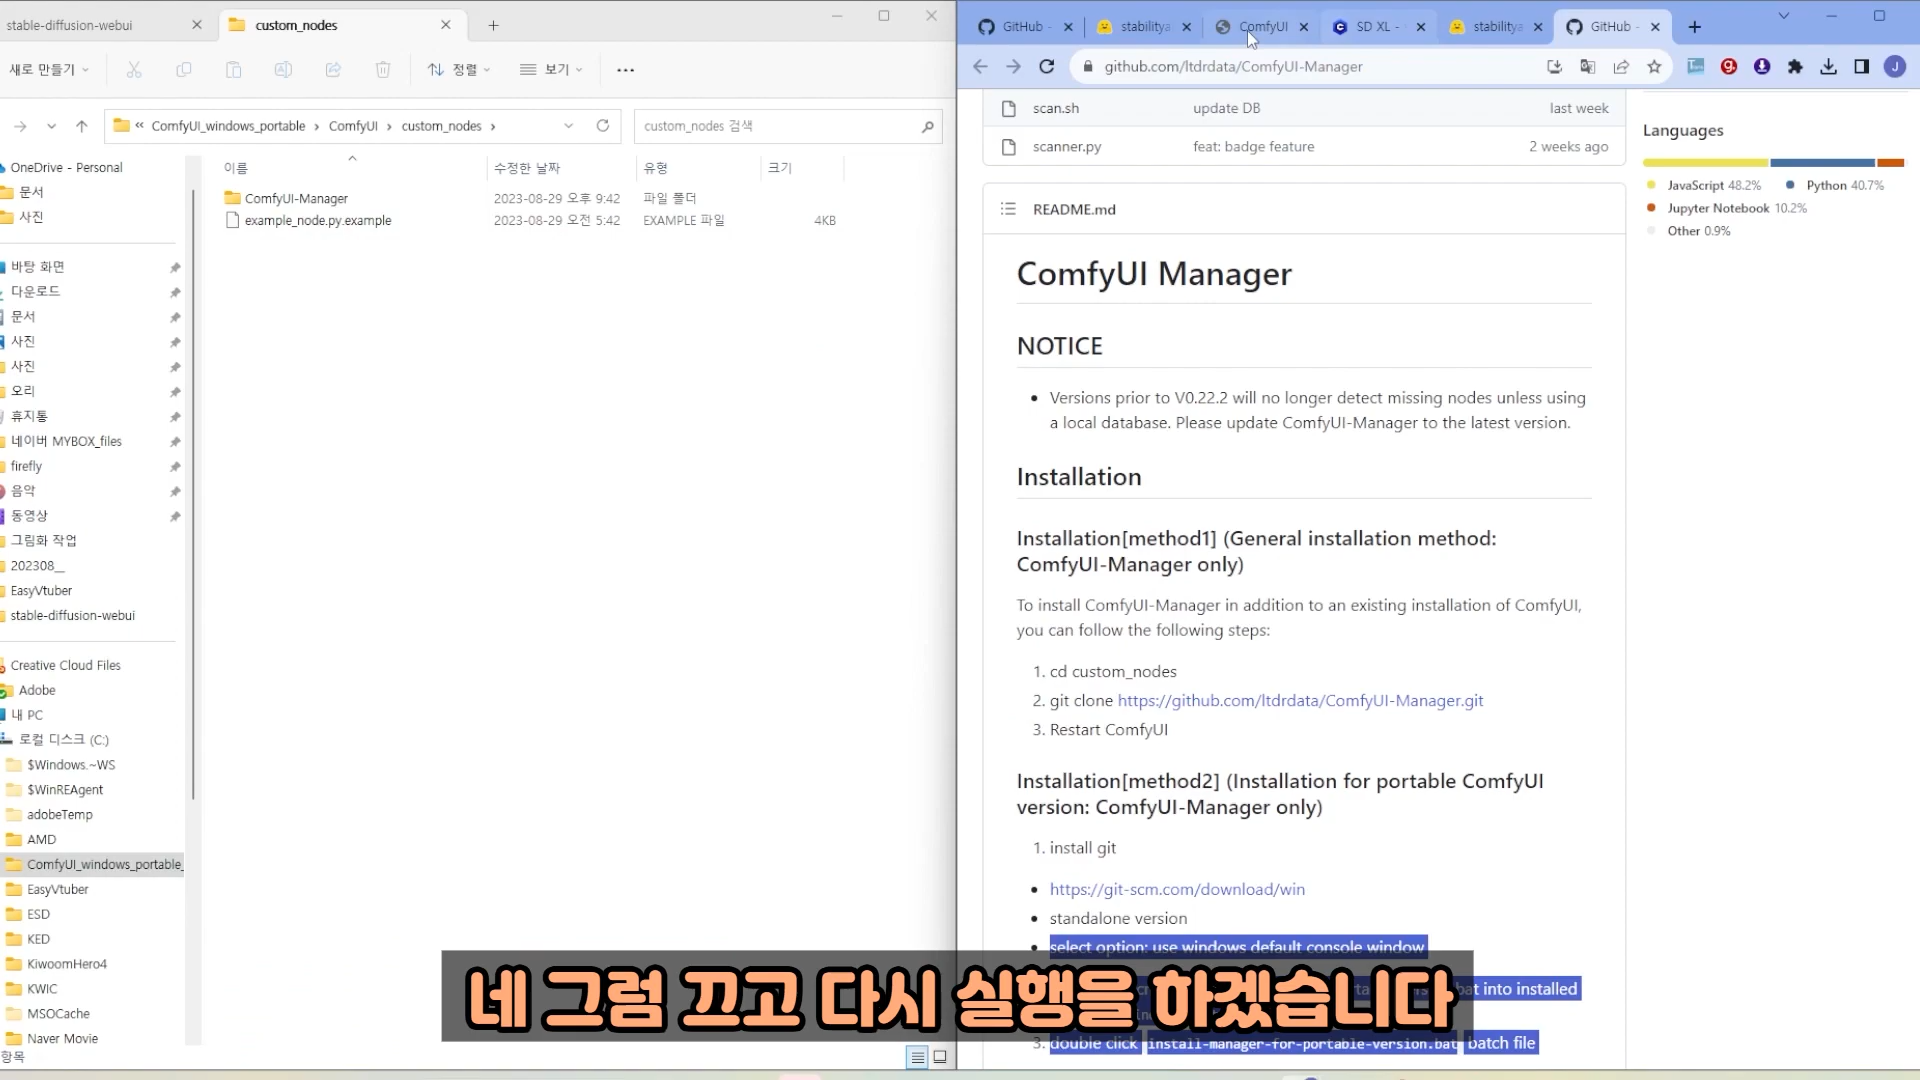 stable-diffusion-webui
custom_nodes
새로 만들기
정렬
보기
ComfyUI_windows_portable
ComfyUI
custom_nodes
custom_nodes 검색
OneDrive - Personal
문서
사진
바탕 화면
다운로드
문서
사진
사진
오리
휴지통
네이버 MYBOX_files
firefly
음악
동영상
그림화 작업
202308__
EasyVtuber
stable-diffusion-webui
Creative Cloud Files
Adobe
내 PC
로컬 디스크 (C:)
$Windows.~WS
$WinREAgent
adobeTemp
AMD
ComfyUI_windows_portable_
EasyVtuber
ESD
KED
KiwoomHero4
KWIC
MSOCache
Naver Movie
항목
이름 수정한 날짜 유형 크기
ComfyUI-Manager 2023-08-29 오후 9:42 파일 폴더
example_node.py.example 2023-08-29 오전 5:42 EXAMPLE 파일 4KB
GitHub -
stabilitya
ComfyUI
SD XL -
stabilitya
GitHub -
github.com/ltdrdata/ComfyUI-Manager
J
scan.sh update DB last week
scanner.py feat: badge feature 2 weeks ago
README.md
ComfyUI Manager
NOTICE
Versions prior to V0.22.2 will no longer detect missing nodes unless using
a local database. Please update ComfyUI-Manager to the latest version.
Installation
Installation[method1] (General installation method:
ComfyUI-Manager only)
To install ComfyUI-Manager in addition to an existing installation of ComfyUI,
you can follow the following steps:
1. cd custom_nodes
2. git clone https://github.com/ltdrdata/ComfyUI-Manager.git
3. Restart ComfyUI
Installation[method2] (Installation for portable ComfyUI
version: ComfyUI-Manager only)
1. install git
https://git-scm.com/download/win
standalone version
select option: use windows default console window
bat into installed
3. double click install-manager-for-portable-version.bat batch file
Languages
JavaScript 48.2% Python 40.7%
Jupyter Notebook 10.2%
Other 0.9%
네 그럼 끄고 다시 실행을 하겠습니다